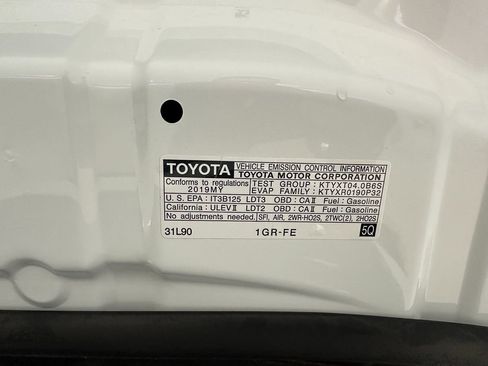 TOYOTA VEHICLE EMISSION CONTROL INFORMATION
TOYOTA MOTOR CORPORATION
Conforms to regulations TEST GROUP : KTYXT04.0B6S
2019MY EVAP FAMILY : KTYXR0190P32
U. S. EPA : IT3B125 LDT3 OBD : CAⅡ Fuel : Gasoline
California : ULEVⅡ LDT2 OBD : CAⅡ Fuel : Gasoline
No adjustments needed. SFI, AIR, 2WR-HO2S, 2TWC(2), 2HO2S
31L90 1GR-FE 5Q